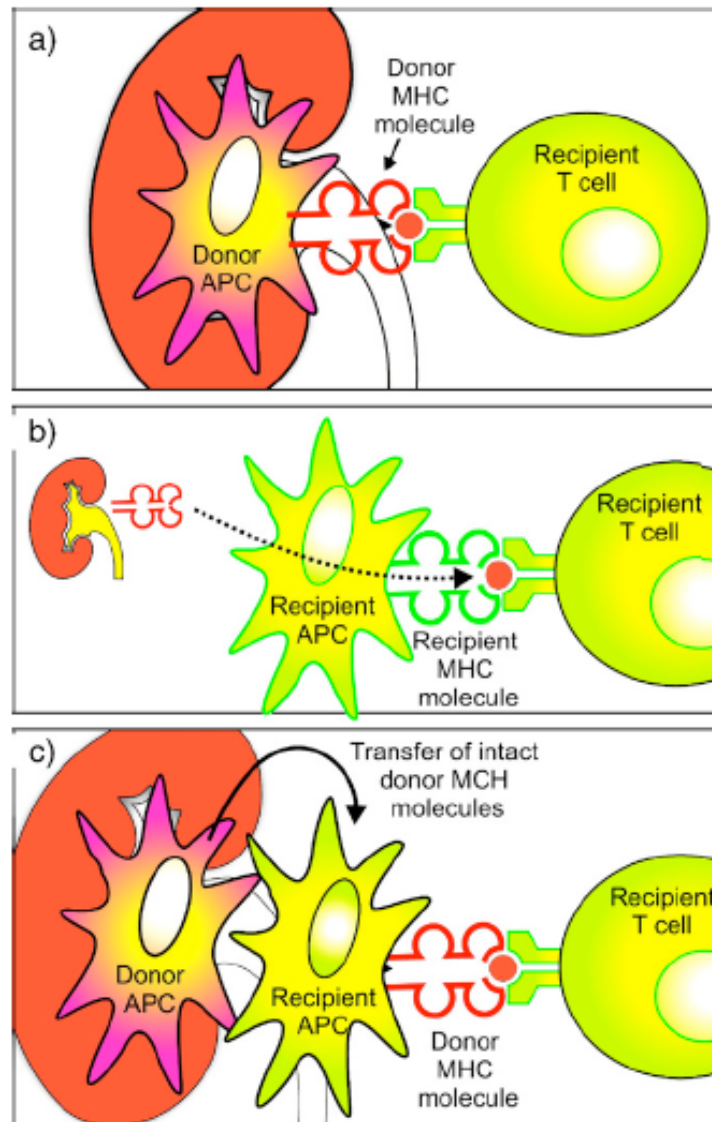 a)
Donor
MHC
molecule
Recipient
T cell
Donor
APC
b)
Recipient
T cell
Recipient
APC
Recipient
MHC
molecule
c)
Transfer of intact
donor MCH
molecules
Recipient
T cell
Donor
APC
Recipient
APC
Donor
MHC
molecule